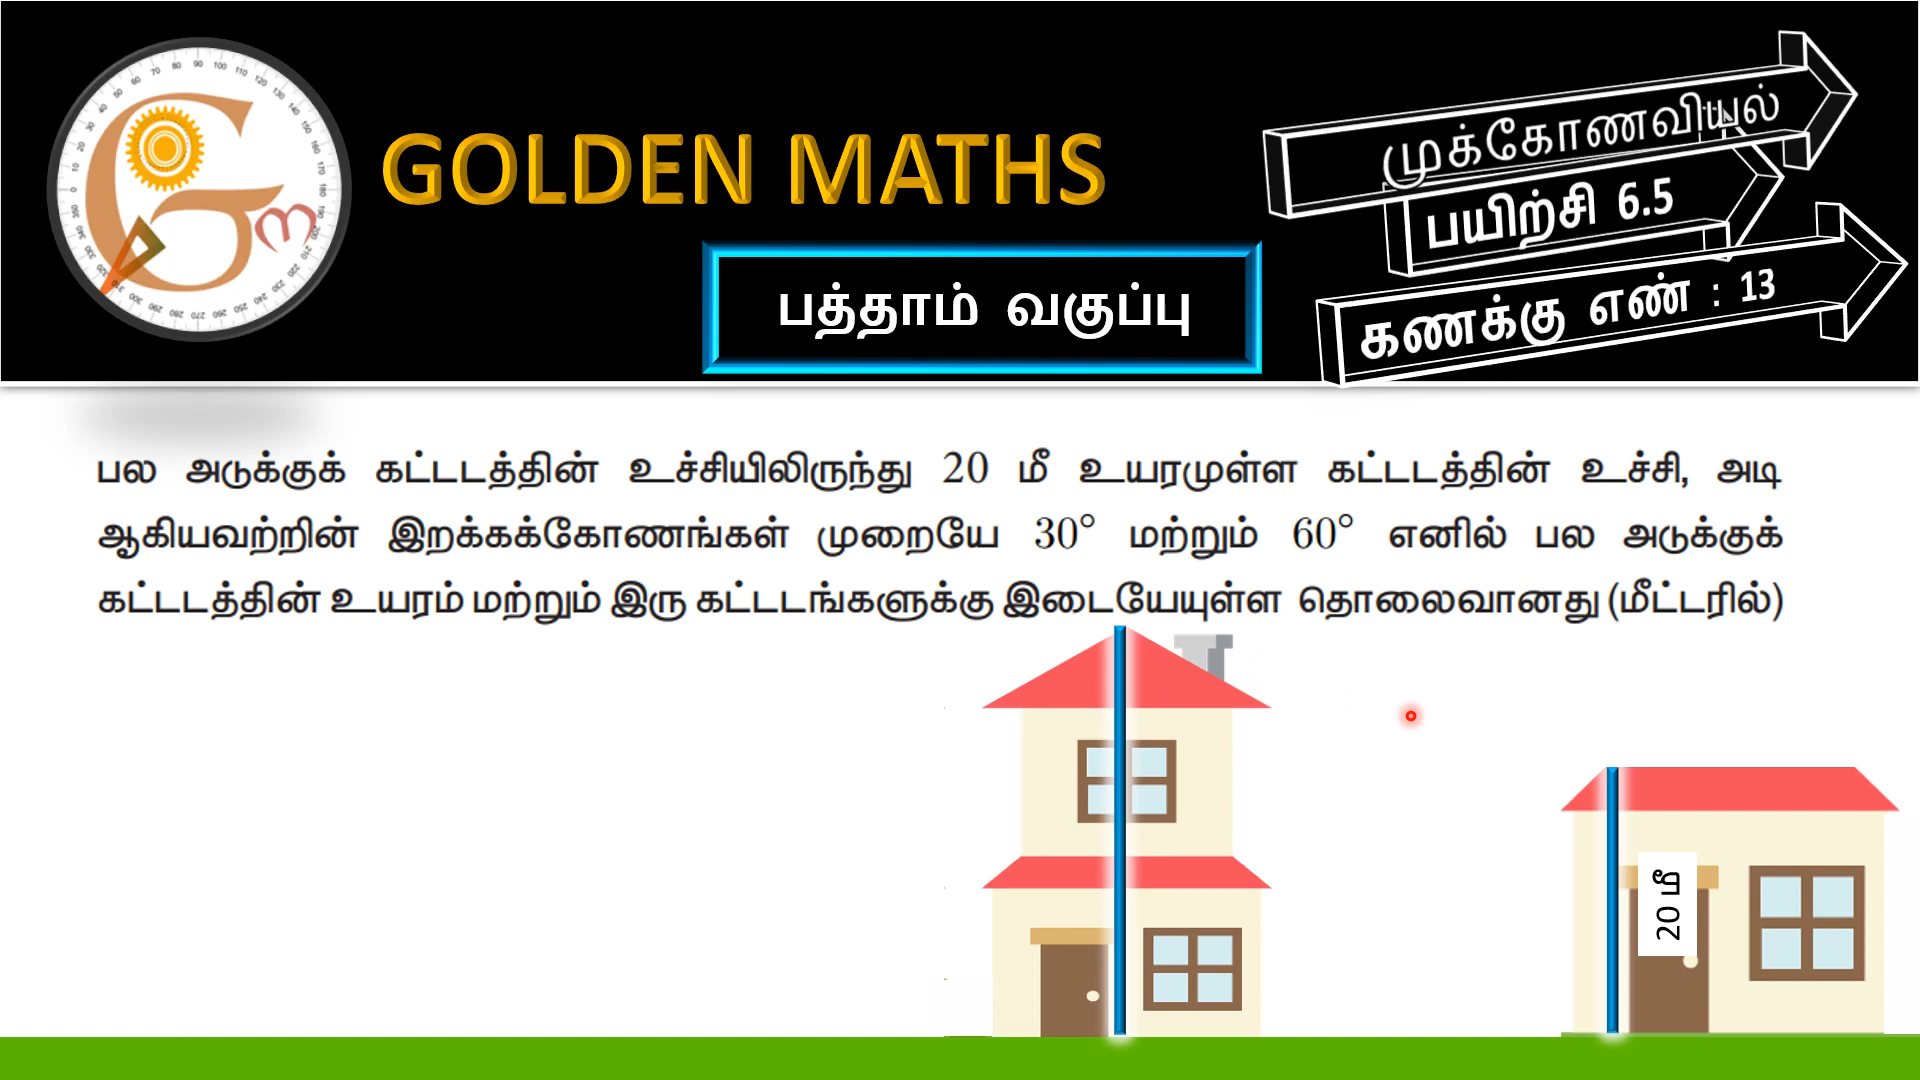 GOLDEN MATHS
பத்தாம் வகுப்பு
முக்கோணவியல்
பயிற்சி 6.5
கணக்கு எண் : 13
பல அடுக்குக் கட்டடத்தின் உச்சியிலிருந்து 20 மீ உயரமுள்ள கட்டடத்தின் உச்சி, அடி
ஆகியவற்றின் இறக்கக்கோணங்கள் முறையே 30° மற்றும் 60° எனில் பல அடுக்குக்
கட்டடத்தின் உயரம் மற்றும் இரு கட்டடங்களுக்கு இடையேயுள்ள தொலைவானது (மீட்டரில்)
20 மீ